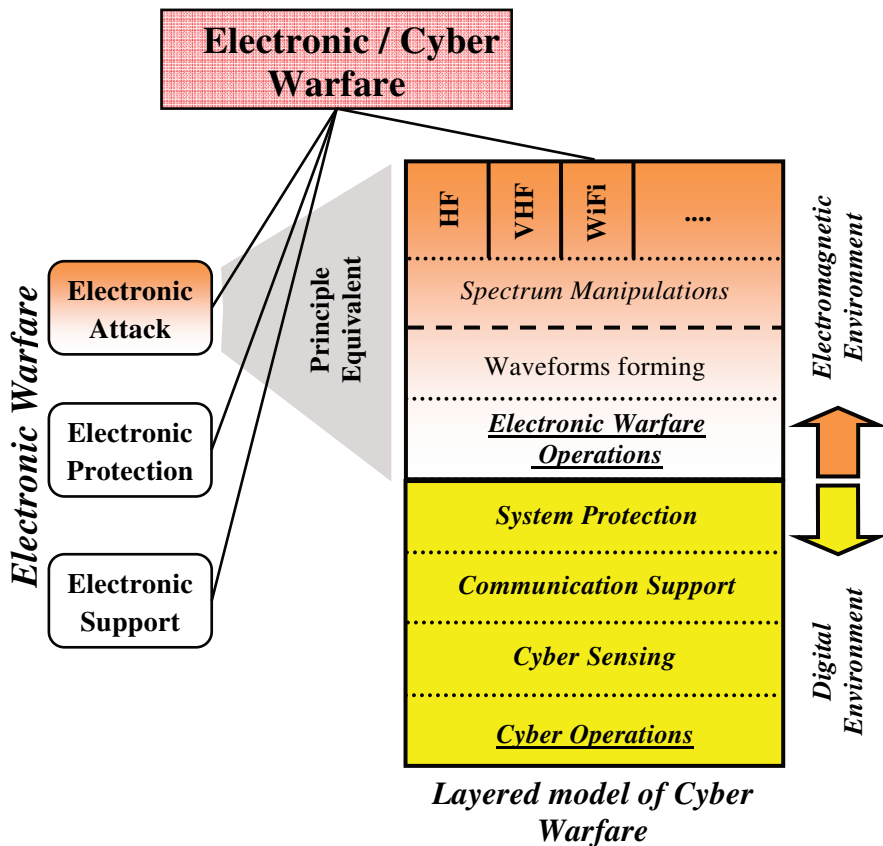 Electronic / Cyber
Warfare
Electronic Warfare
Electronic
Attack
Electronic
Protection
Electronic
Support
Principle
Equivalent
HF
VHF
WiFi
....
Spectrum Manipulations
Waveforms forming
Electronic Warfare
Operations
System Protection
Communication Support
Cyber Sensing
Cyber Operations
Electromagnetic
Environment
Digital
Environment
Layered model of Cyber
Warfare